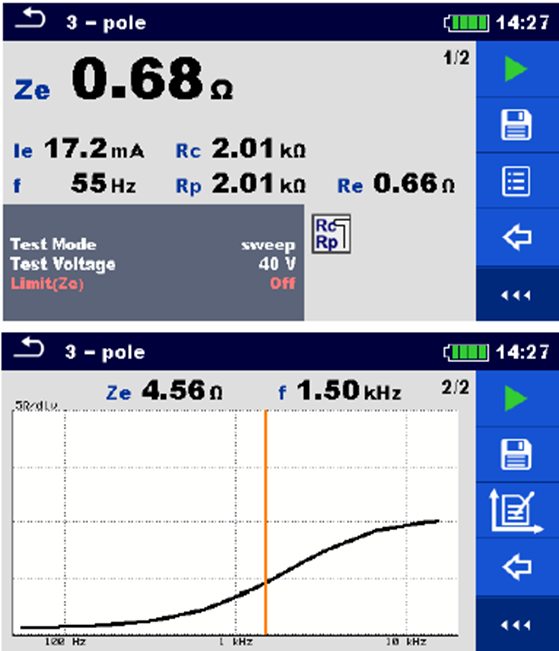 3 - pole 14:27
1/2
Ze 0.68 Ω
Ie 17.2 mA Rc 2.01 kΩ
f 55 Hz Rp 2.01 kΩ Re 0.66 Ω
Test Mode sweep
Test Voltage 40 V
Limit(Ze) Off
Rc
Rp
3 - pole 14:27
Ze 4.56 Ω f 1.50 kHz 2/2
5R/div
100 Hz 1 kHz 10 kHz